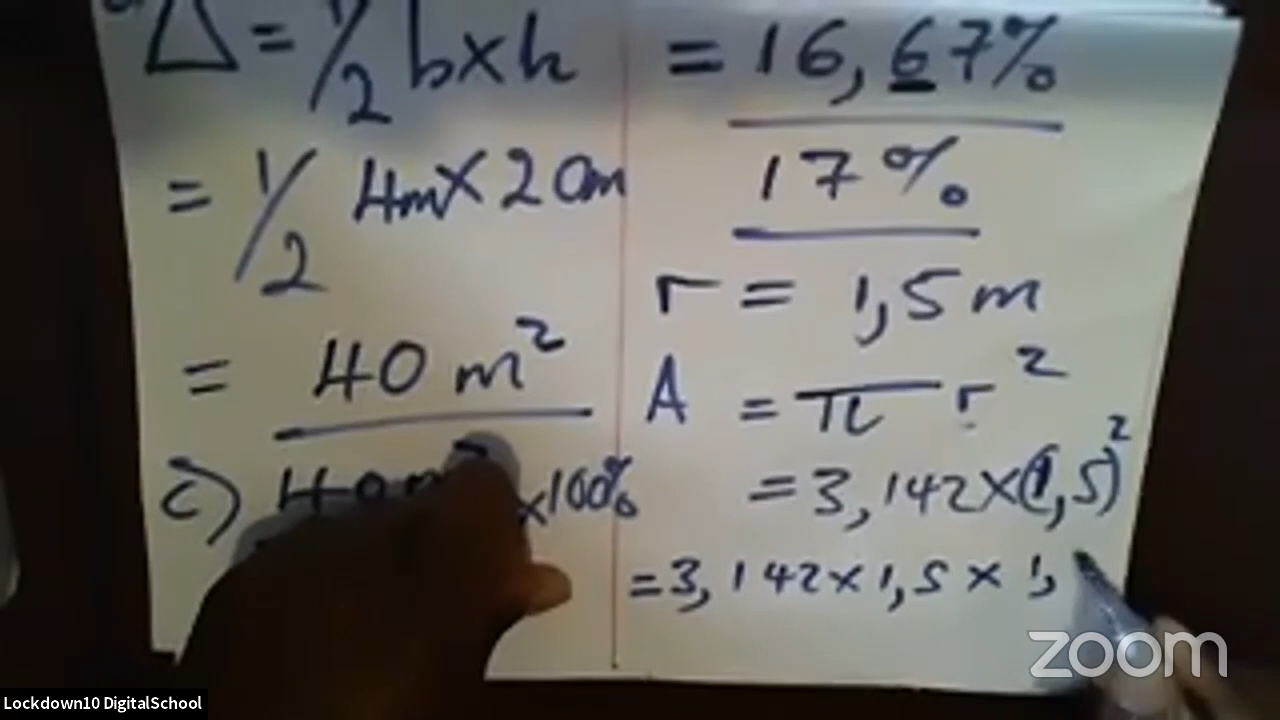 Δ = 1/2 b x h
= 1/2 4m x 20m
= 40 m²
c) 40m² x 100%
= 16,67%
17%
r = 1,5 m
A = π r²
= 3,142 x (1,5)²
= 3,142 x 1,5 x 1,
zoom
Lockdown10 DigitalSchool